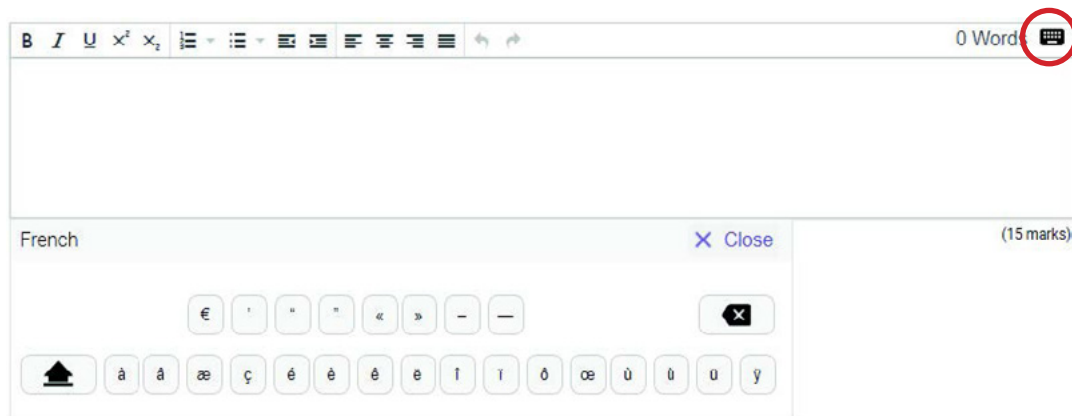 B I U x² x₂ 0 Words
French × Close (15 marks)
€ ' “ ” « » – —
à â æ ç é è ê ë î ï ô œ ù û ü ÿ